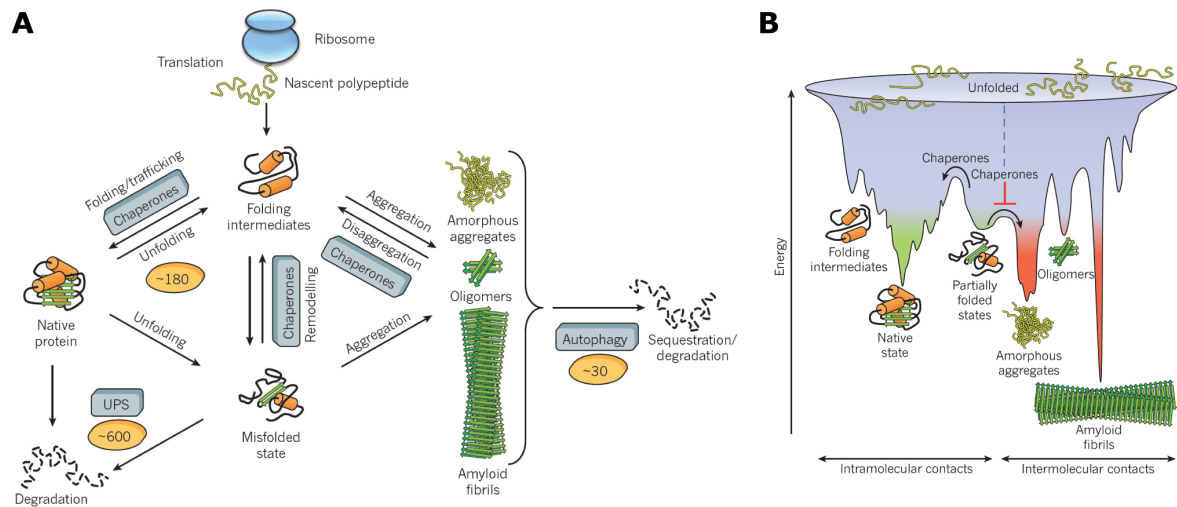 A
Ribosome
Translation
Nascent polypeptide
Folding/trafficking
Chaperones
Unfolding
~180
Folding
intermediates
Aggregation
Disaggregation
Chaperones
Amorphous
aggregates
Oligomers
Native
protein
Unfolding
Chaperones
Remodelling
Aggregation
Autophagy
~30
Sequestration/
degradation
UPS
~600
Misfolded
state
Amyloid
fibrils
Degradation
B
Unfolded
Energy
Chaperones
Chaperones
Folding
intermediates
Partially
folded
states
Oligomers
Native
state
Amorphous
aggregates
Amyloid
fibrils
Intramolecular contacts
Intermolecular contacts